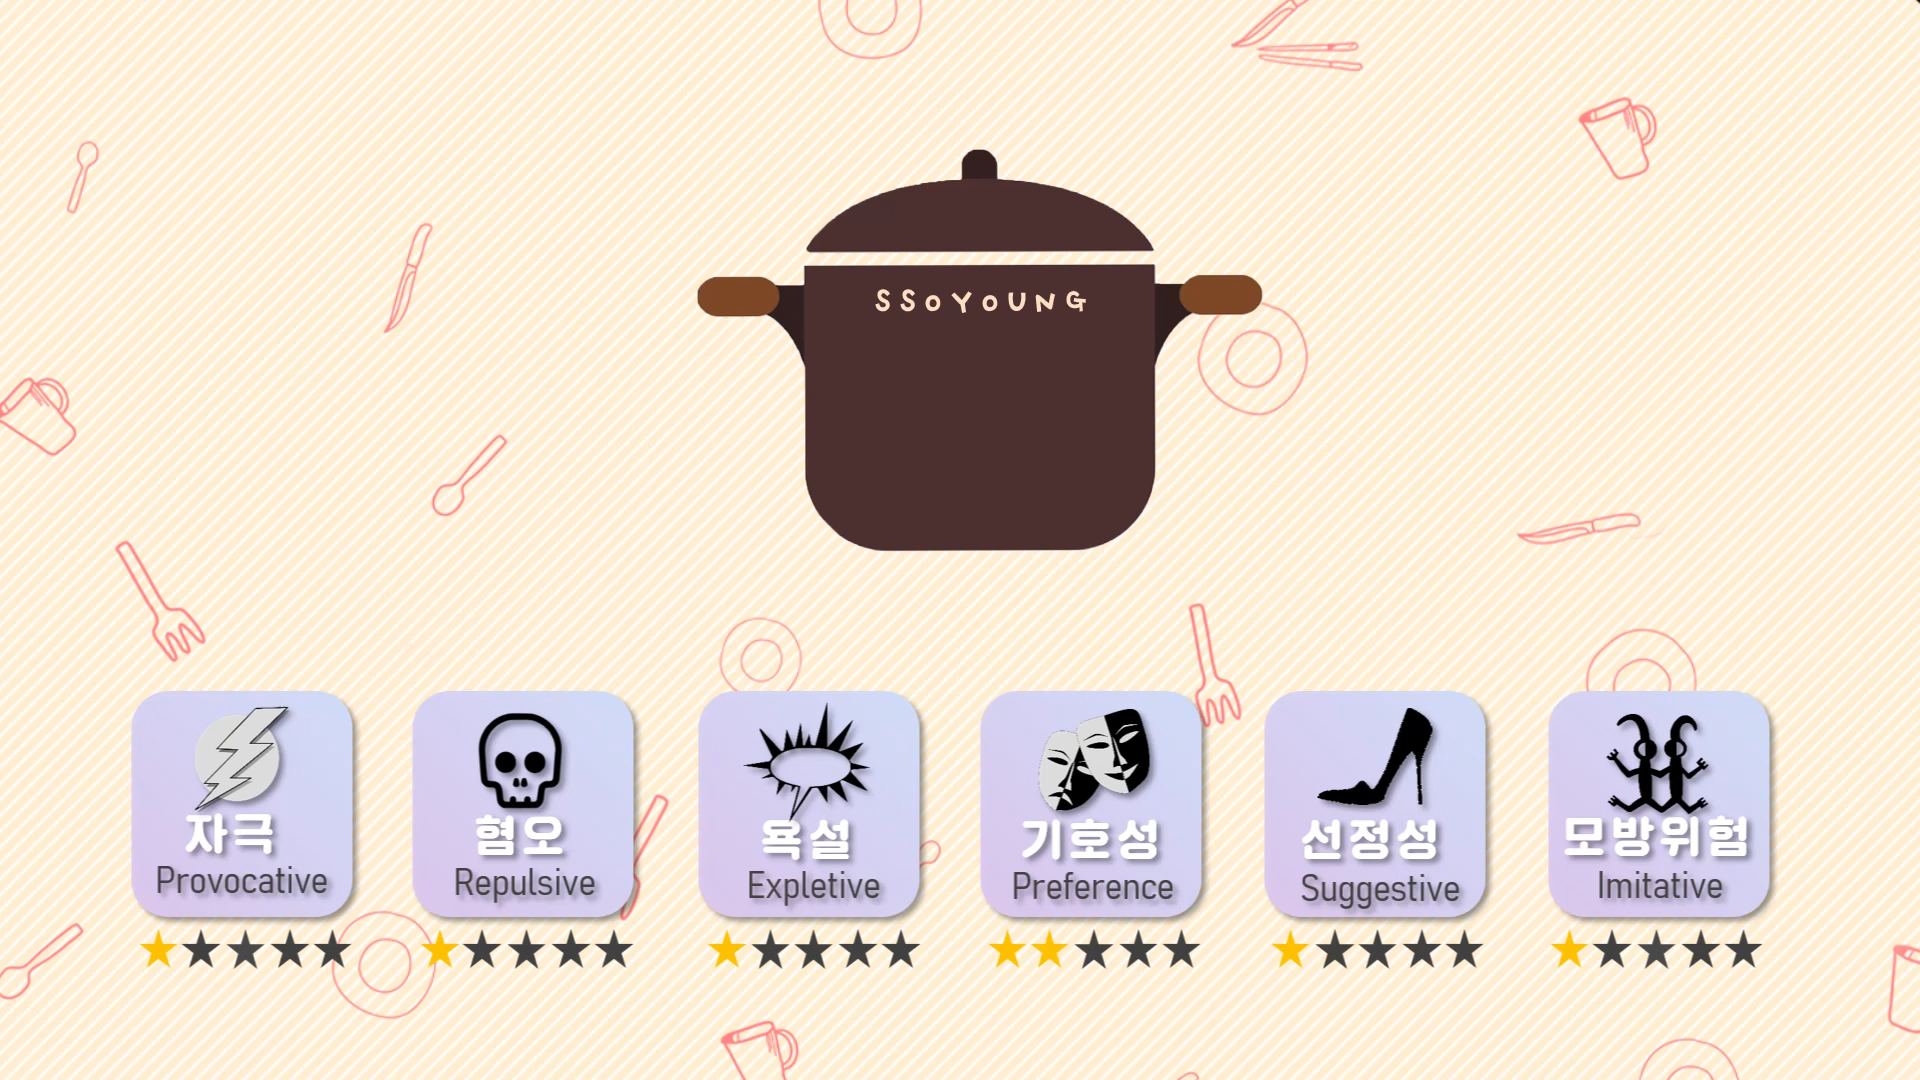 SSoYoUNG
자극
Provocative
혐오
Repulsive
욕설
Expletive
기호성
Preference
선정성
Suggestive
모방위험
Imitative